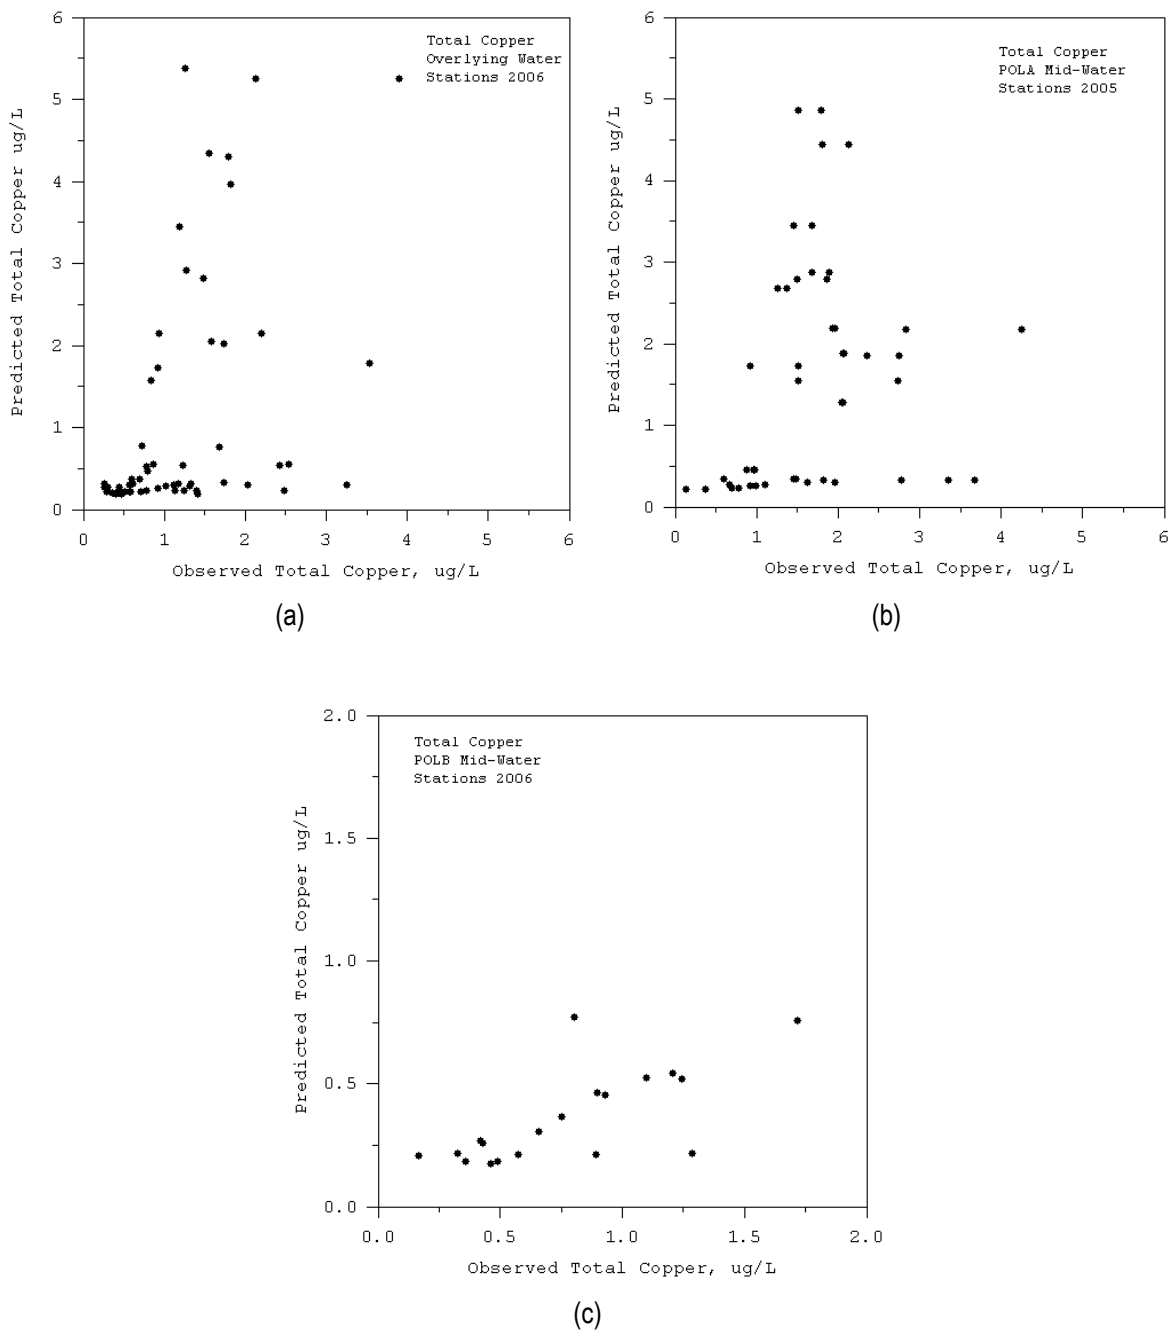 6
5
4
3
2
1
0
Predicted Total Copper ug/L
Total Copper
Overlying Water
Stations 2006
0 1 2 3 4 5 6
Observed Total Copper, ug/L
(a)
6
5
4
3
2
1
0
Predicted Total Copper ug/L
Total Copper
POLA Mid-Water
Stations 2005
0 1 2 3 4 5 6
Observed Total Copper, ug/L
(b)
2.0
1.5
1.0
0.5
0.0
Predicted Total Copper ug/L
Total Copper
POLB Mid-Water
Stations 2006
0.0 0.5 1.0 1.5 2.0
Observed Total Copper, ug/L
(c)